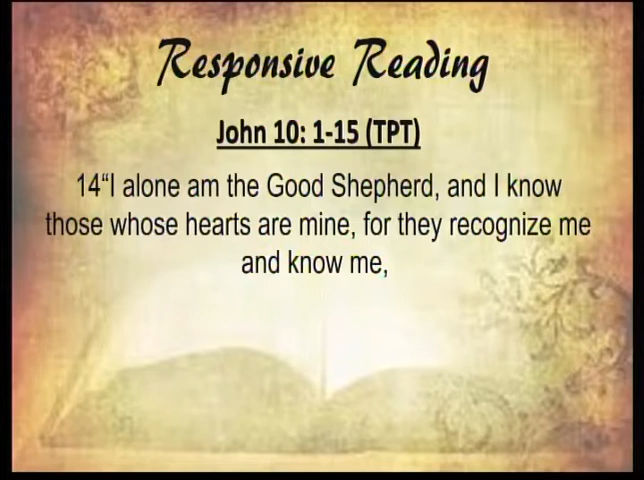 Responsive Reading
John 10: 1-15 (TPT)
14“I alone am the Good Shepherd, and I know
those whose hearts are mine, for they recognize me
and know me,